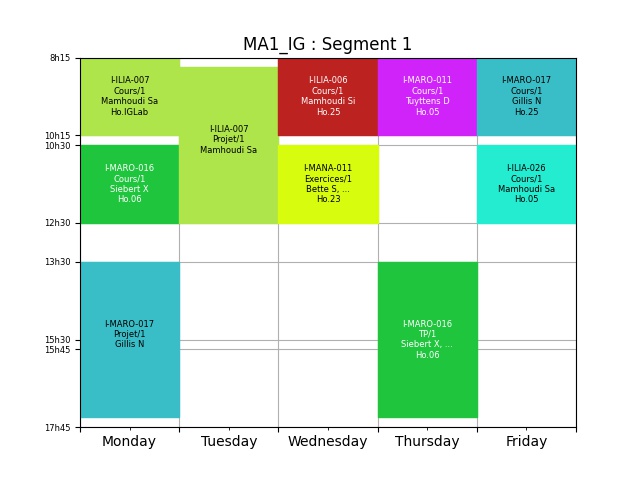 MA1_IG : Segment 1
8h15
10h15
10h30
12h30
13h30
15h30
15h45
17h45
I-ILIA-007
Cours/1
Mamhoudi Sa
Ho.IGLab
I-MARO-016
Cours/1
Siebert X
Ho.06
I-MARO-017
Projet/1
Gillis N
I-ILIA-007
Projet/1
Mamhoudi Sa
I-ILIA-006
Cours/1
Mamhoudi Si
Ho.25
I-MANA-011
Exercices/1
Bette S, ...
Ho.23
I-MARO-011
Cours/1
Tuyttens D
Ho.05
I-MARO-016
TP/1
Siebert X, ...
Ho.06
I-MARO-017
Cours/1
Gillis N
Ho.25
I-ILIA-026
Cours/1
Mamhoudi Sa
Ho.05
Monday
Tuesday
Wednesday
Thursday
Friday